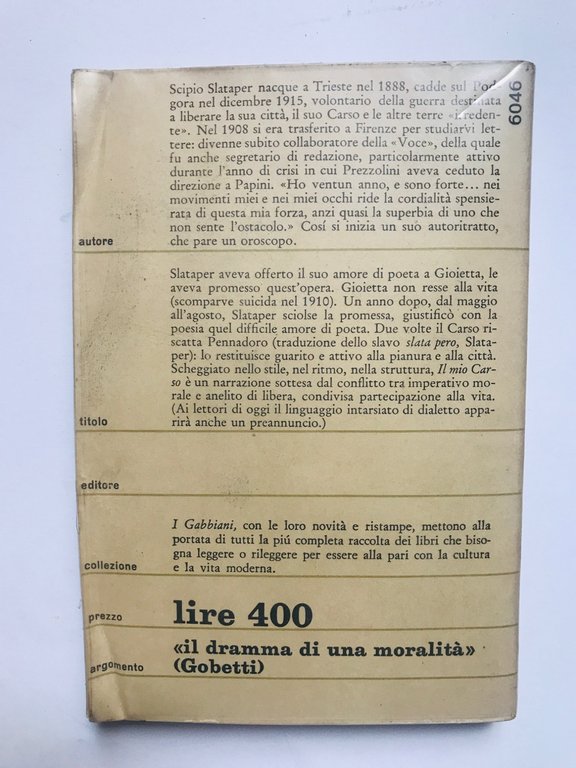 6046
Scipio Slataper nacque a Trieste nel 1888, cadde sul Pod-
gora nel dicembre 1915, volontario della guerra destinata
a liberare la sua città, il suo Carso e le altre terre «irreden-
te». Nel 1908 si era trasferito a Firenze per studiarvi let-
tere: divenne subito collaboratore della «Voce», della quale
fu anche segretario di redazione, particolarmente attivo
durante l'anno di crisi in cui Prezzolini aveva ceduto la
direzione a Papini. «Ho ventun anno, e sono forte... nei
movimenti miei e nei miei occhi ride la cordialità spensie-
rata di questa mia forza, anzi quasi la superbia di uno che
non sente l'ostacolo.» Cosí si inizia un suo autoritratto,
che pare un oroscopo.
autore
Slataper aveva offerto il suo amore di poeta a Gioietta, le
aveva promesso quest'opera. Gioietta non resse alla vita
(scomparve suicida nel 1910). Un anno dopo, dal maggio
all'agosto, Slataper sciolse la promessa, giustificò con la
poesia quel difficile amore di poeta. Due volte il Carso ri-
scatta Pennadoro (traduzione dello slavo slata pero, Slata-
per): lo restituisce guarito e attivo alla pianura e alla città.
Scheggiato nello stile, nel ritmo, nella struttura, Il mio Car-
so è un narrazione sottesa dal conflitto tra imperativo mo-
rale e anelito di libera, condivisa partecipazione alla vita.
(Ai lettori di oggi il linguaggio intarsiato di dialetto appa-
rirà anche un preannuncio.)
titolo
editore
I Gabbiani, con le loro novità e ristampe, mettono alla
portata di tutti la piú completa raccolta dei libri che biso-
gna leggere o rileggere per essere alla pari con la cultura
e la vita moderna.
collezione
prezzo
lire 400
argomento
«il dramma di una moralità»
(Gobetti)